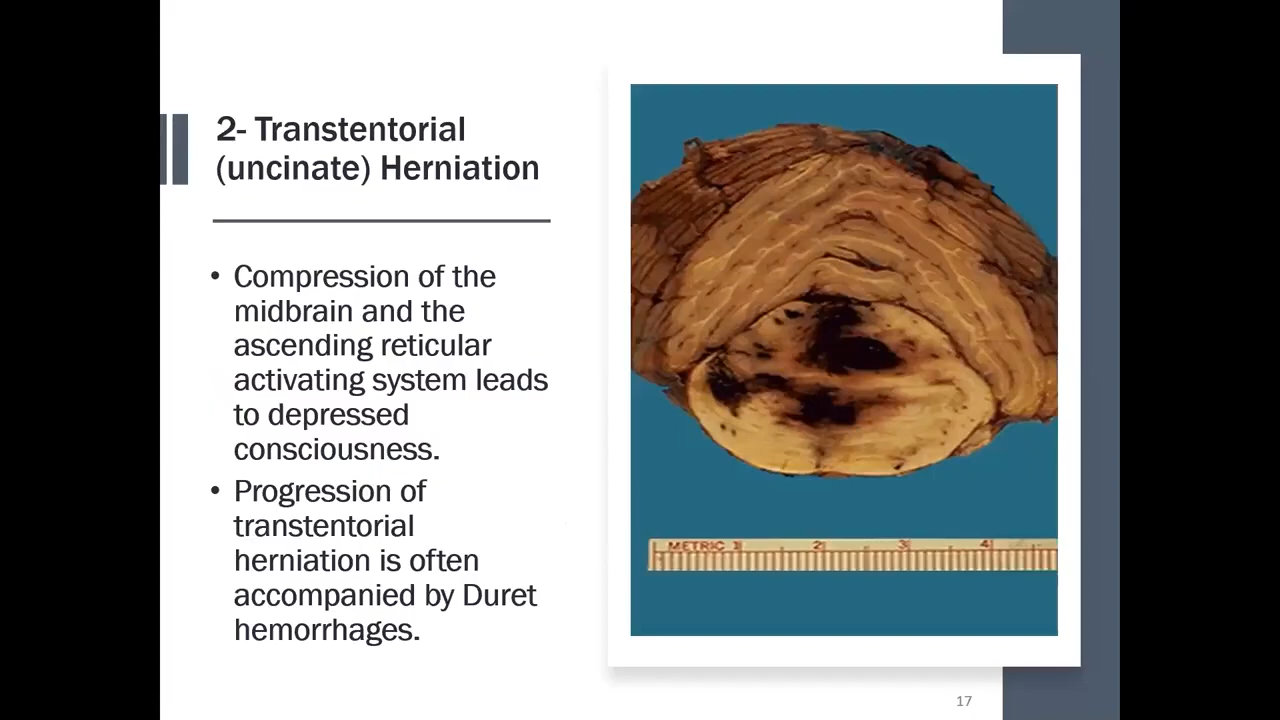 2- Transtentorial
(uncinate) Herniation
• Compression of the
midbrain and the
ascending reticular
activating system leads
to depressed
consciousness.
• Progression of
transtentorial
herniation is often
accompanied by Duret
hemorrhages.
METRIC 1 2 3 4
17